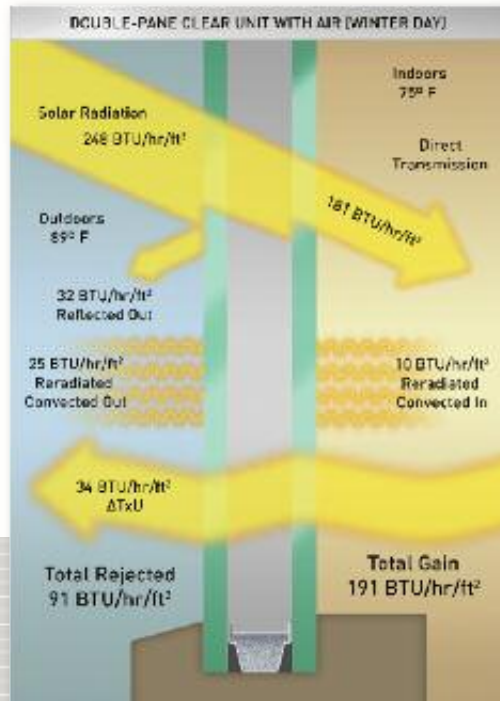 DOUBLE-PANE CLEAR UNIT WITH AIR (WINTER DAY)
Solar Radiation
248 BTU/hr/ft²
Indoors
75º F
Direct
Transmission
181 BTU/hr/ft²
Outdoors
89º F
32 BTU/hr/ft²
Reflected Out
25 BTU/hr/ft²
Reradiated
Convected Out
10 BTU/hr/ft²
Reradiated
Convected In
34 BTU/hr/ft²
ΔTxU
Total Rejected
91 BTU/hr/ft²
Total Gain
191 BTU/hr/ft²